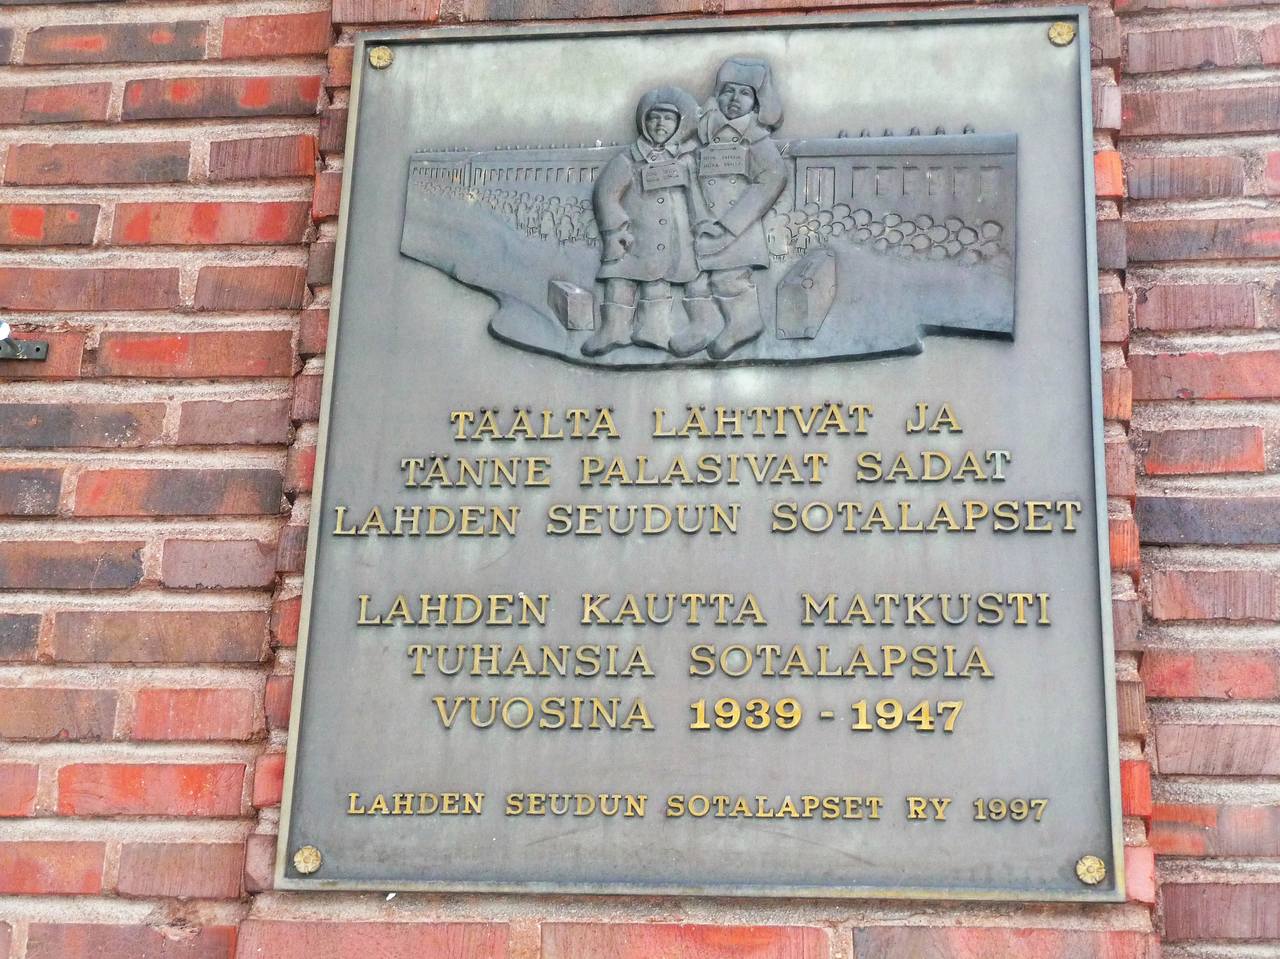 TÄÄLTÄ LÄHTIVÄT JA
TÄNNE PALASIVAT SADAT
LAHDEN SEUDUN SOTALAPSET
LAHDEN KAUTTA MATKUSTI
TUHANSIA SOTALAPSIA
VUOSINA 1939 - 1947
LAHDEN SEUDUN SOTALAPSET RY 1997